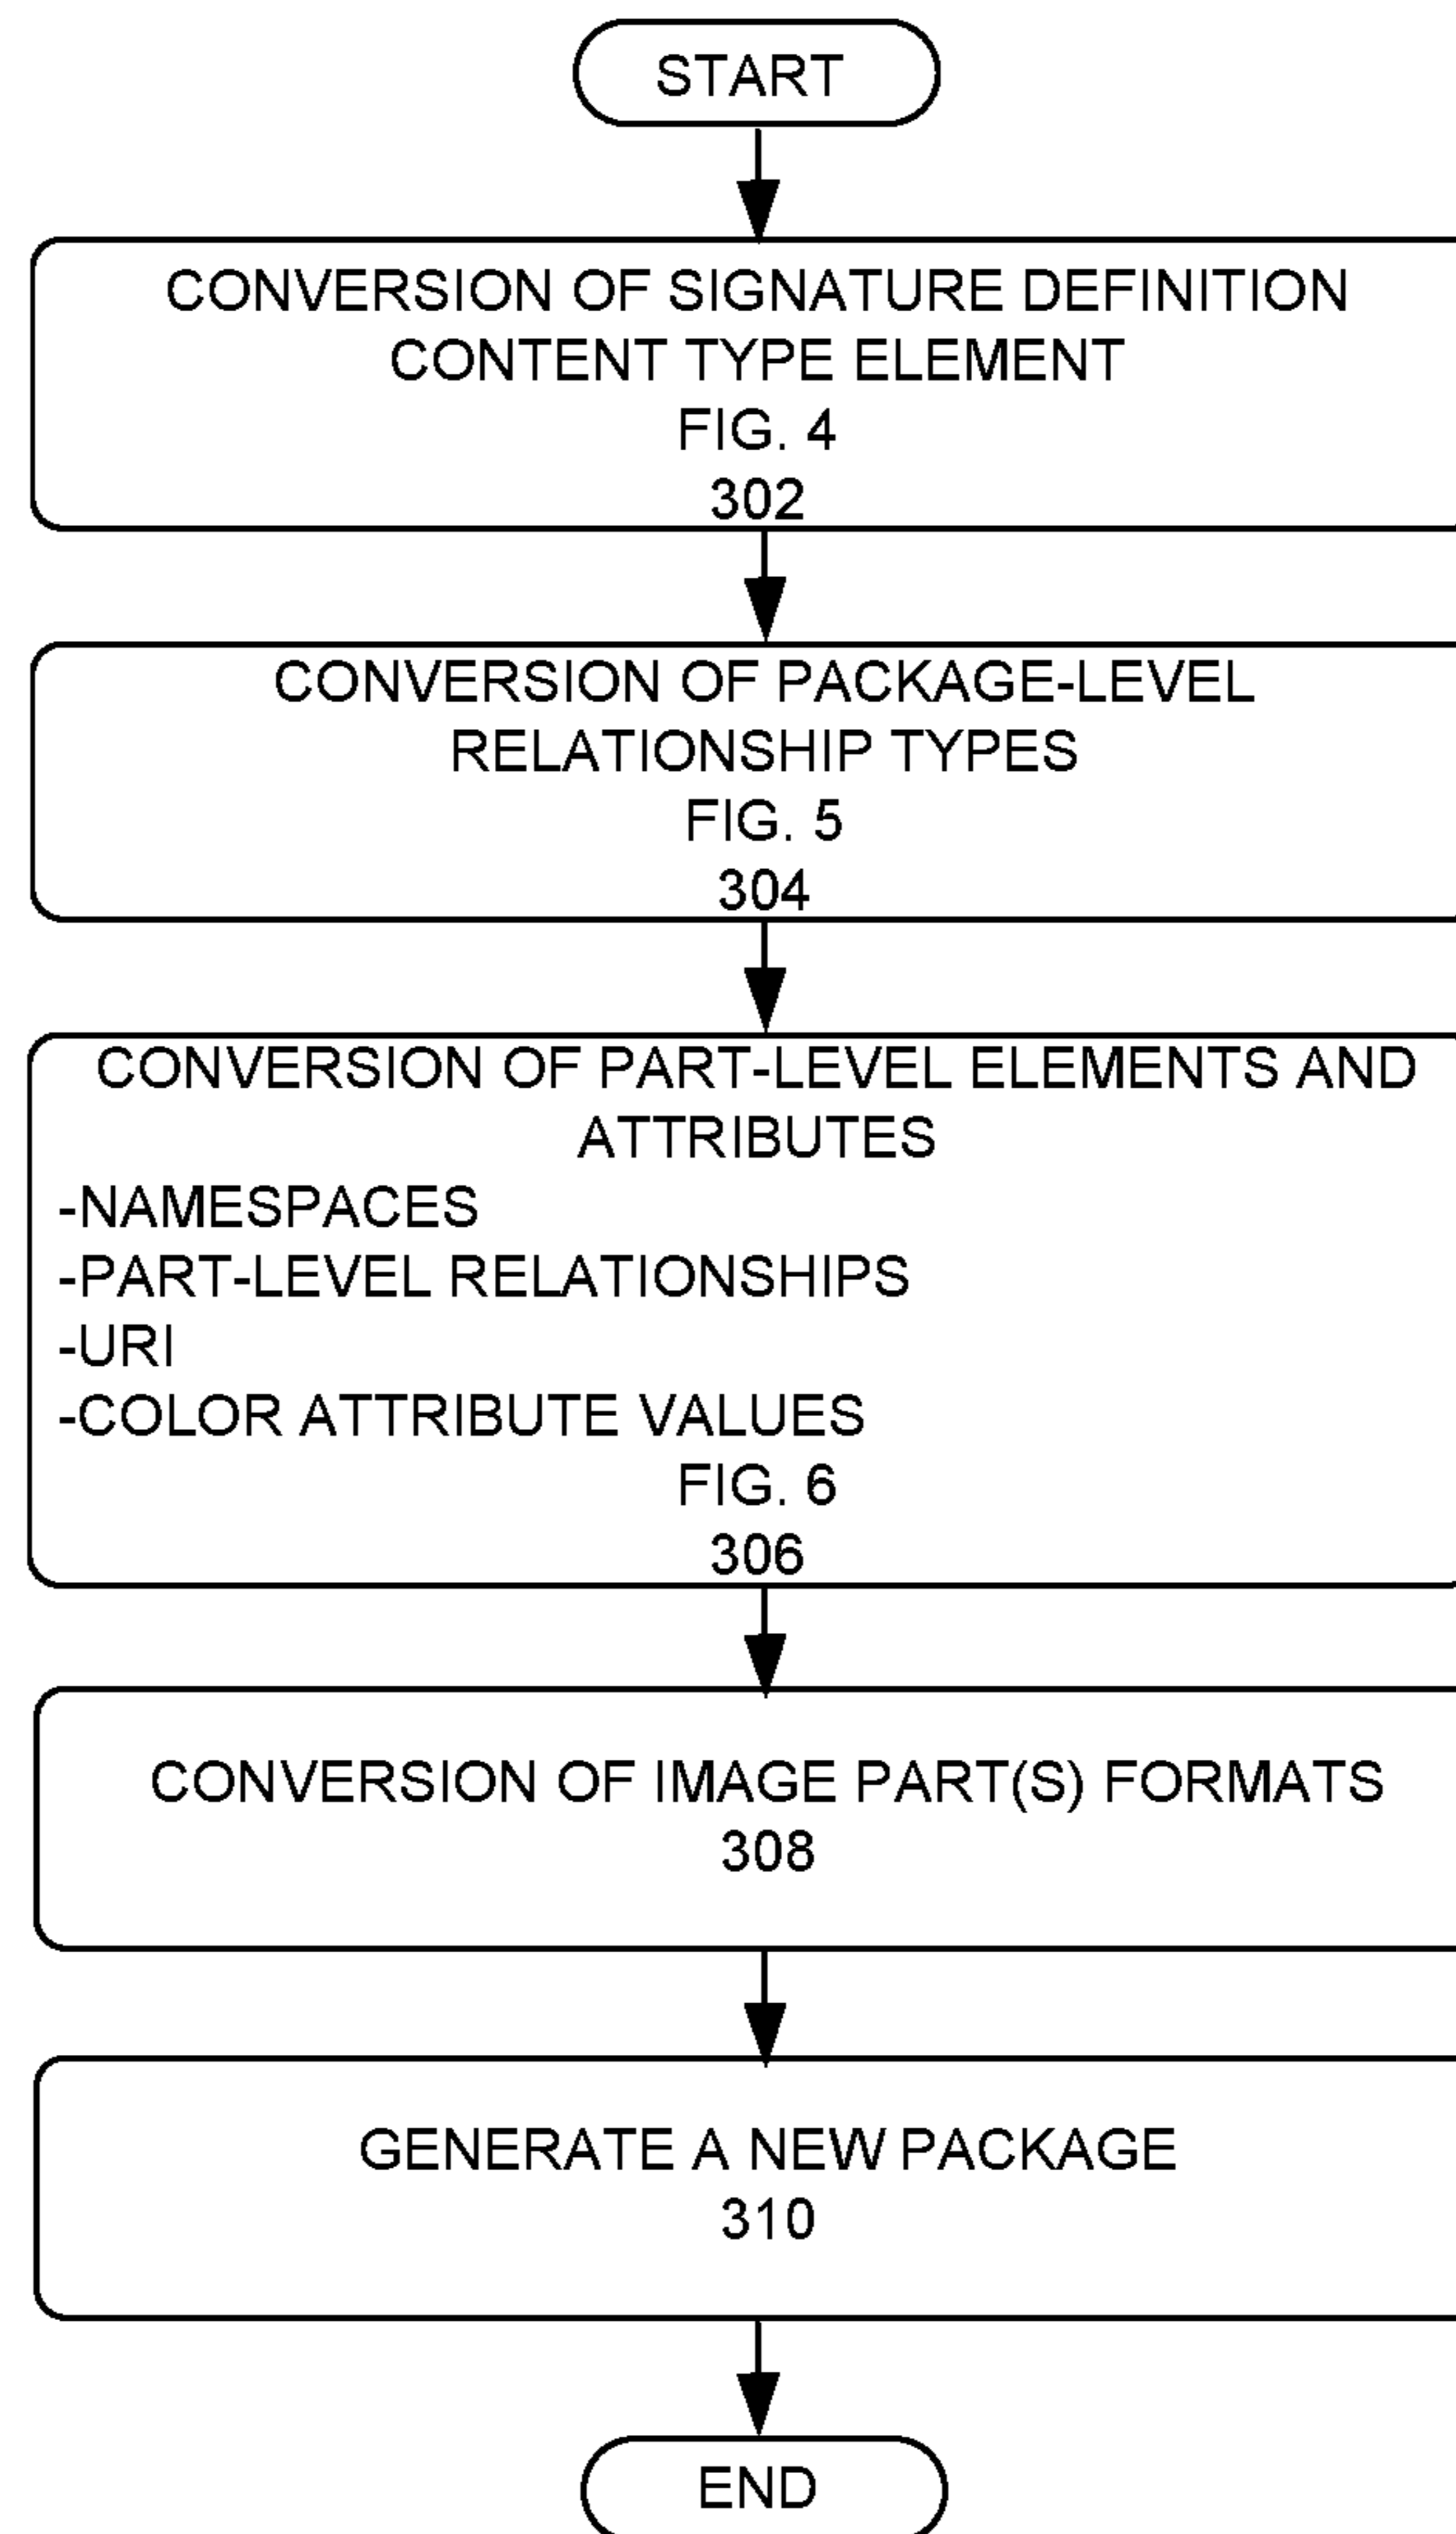 START
CONVERSION OF SIGNATURE DEFINITION
CONTENT TYPE ELEMENT
FIG. 4
302
CONVERSION OF PACKAGE-LEVEL
RELATIONSHIP TYPES
FIG. 5
304
CONVERSION OF PART-LEVEL ELEMENTS AND
ATTRIBUTES
-NAMESPACES
-PART-LEVEL RELATIONSHIPS
-URI
-COLOR ATTRIBUTE VALUES
FIG. 6
306
CONVERSION OF IMAGE PART(S) FORMATS
308
GENERATE A NEW PACKAGE
310
END